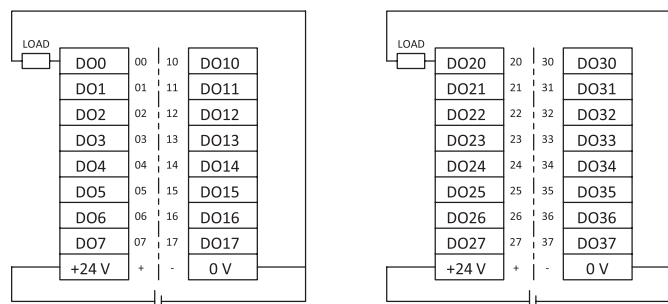 LOAD LOAD
DO0 00 10 DO10 DO20 20 30 DO30
DO1 01 11 DO11 DO21 21 31 DO31
DO2 02 12 DO12 DO22 22 32 DO32
DO3 03 13 DO13 DO23 23 33 DO33
DO4 04 14 DO14 DO24 24 34 DO34
DO5 05 15 DO15 DO25 25 35 DO35
DO6 06 16 DO16 DO26 26 36 DO36
DO7 07 17 DO17 DO27 27 37 DO37
+24 V + - 0 V +24 V + - 0 V